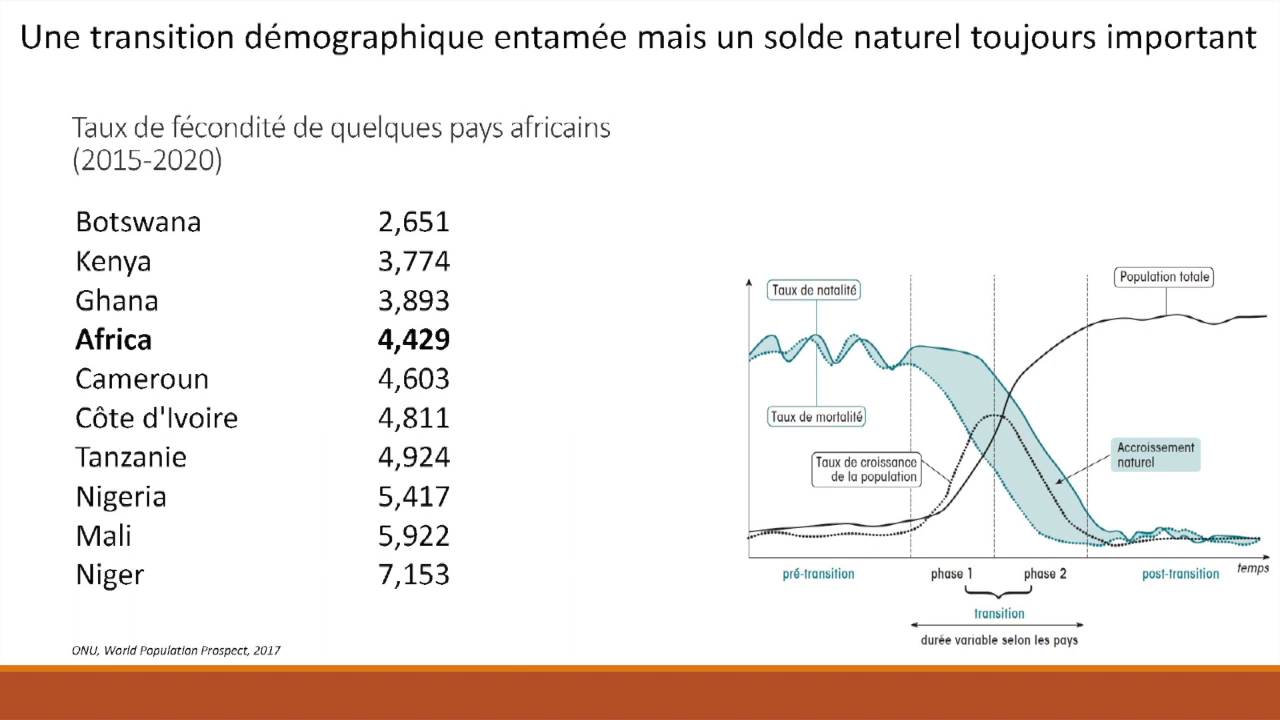 Une transition démographique entamée mais un solde naturel toujours important
Taux de fécondité de quelques pays africains
(2015-2020)
Botswana 2,651
Kenya 3,774
Ghana 3,893
Africa 4,429
Cameroun 4,603
Côte d'Ivoire 4,811
Tanzanie 4,924
Nigeria 5,417
Mali 5,922
Niger 7,153
ONU, World Population Prospect, 2017
Population totale
Taux de natalité
Taux de mortalité
Taux de croissance
de la population
Accroissement
naturel
pré-transition
phase 1
phase 2
post-transition
temps
transition
durée variable selon les pays